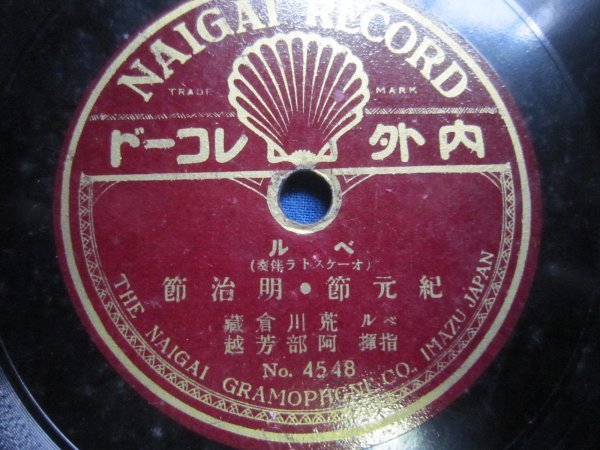 NAIGAI RECORD
TRADE MARK
内外 レコード
ベル
(オーケストラ伴奏)
紀元節・明治節
ベル 荒川倉藏
指揮 阿部芳越
No. 4548
THE NAIGAI GRAMOPHONE CO. IMAZU JAPAN